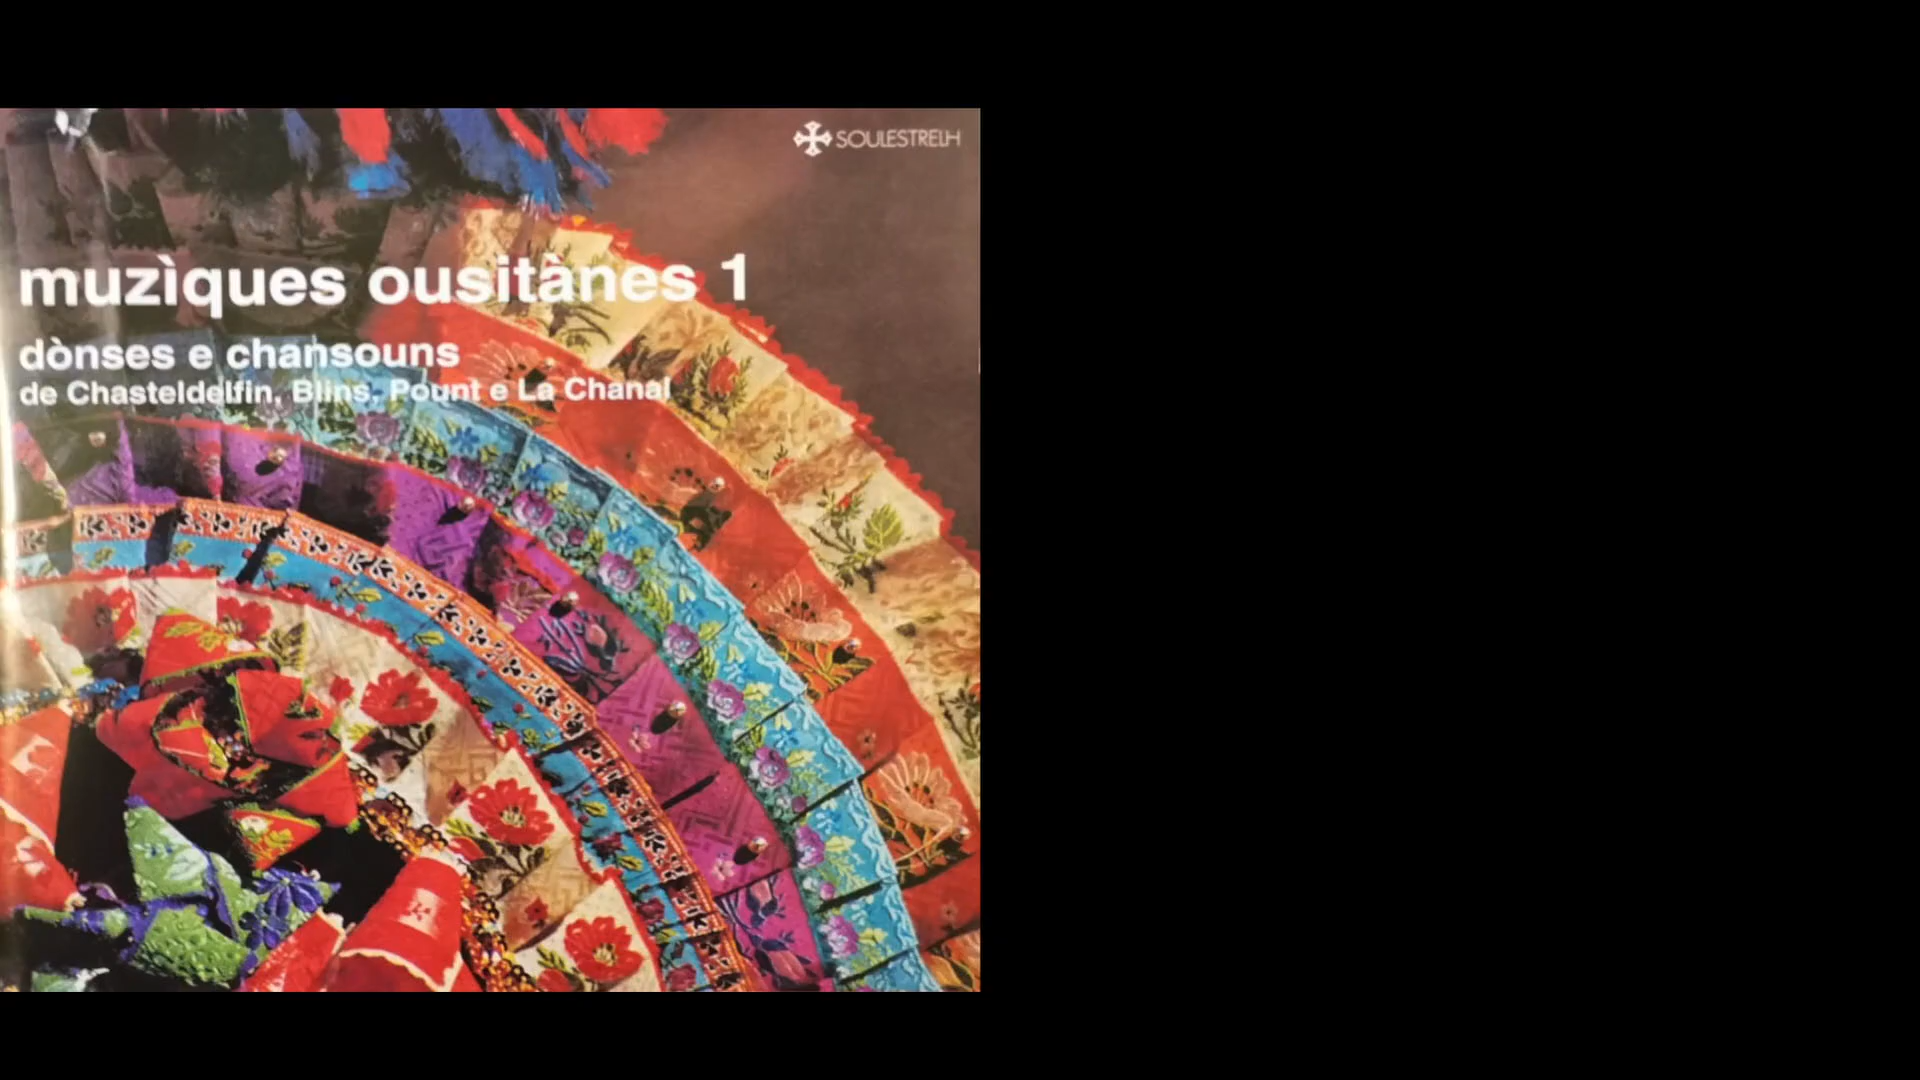 SOULESTRELH
muzìques ousitànes 1
dònses e chansouns
de Chasteldelfin, Blins, Pount e La Chanal